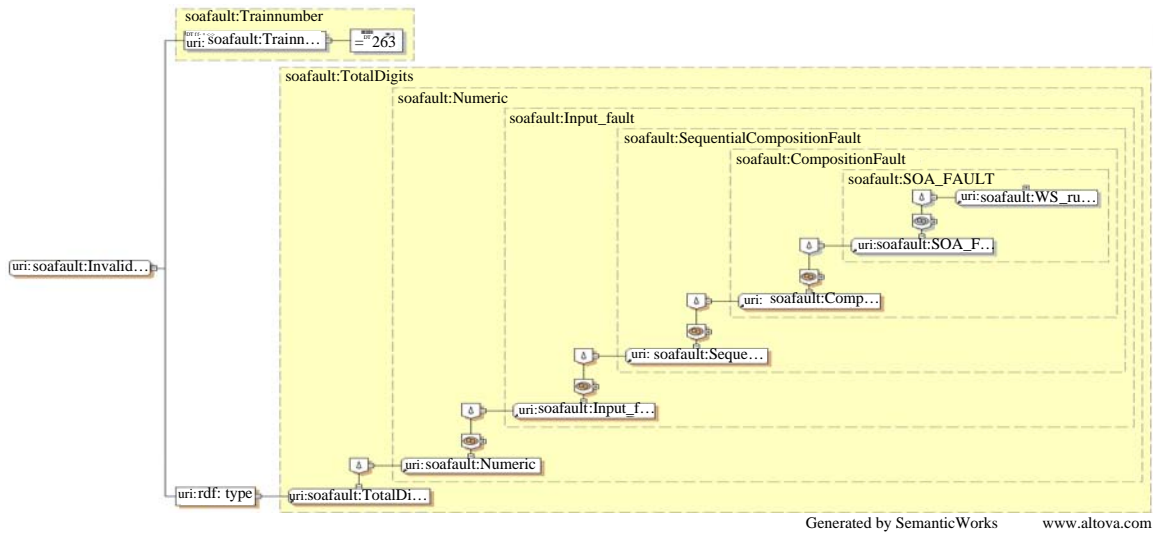 soafault:Trainnumber
uri: soafault:Trainn...
= 263
soafault:TotalDigits
soafault:Numeric
soafault:Input_fault
soafault:SequentialCompositionFault
soafault:CompositionFault
soafault:SOA_FAULT
uri:soafault:WS_ru...
uri:soafault:SOA_F...
uri:soafault:Invalid...
uri: soafault:Comp...
uri: soafault:Seque...
uri:soafault:Input_f...
uri:soafault:Numeric
uri:rdf: type
uri:soafault:TotalDi...
Generated by SemanticWorks www.altova.com